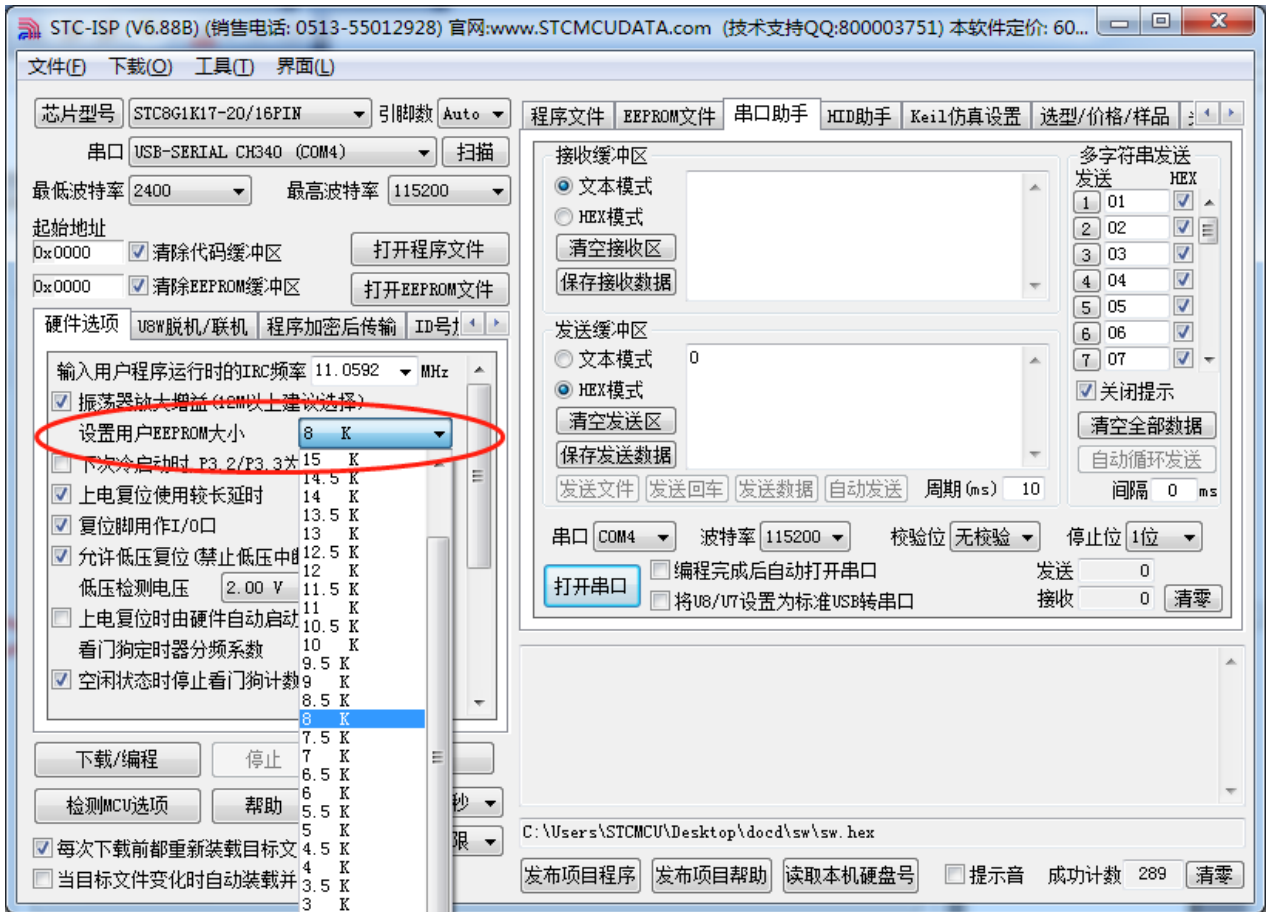 STC-ISP (V6.88B) (销售电话: 0513-55012928) 官网:www.STCMCUDATA.com (技术支持QQ:800003751) 本软件定价: 60...
文件(F) 下载(O) 工具(T) 界面(L)
芯片型号 STC8G1K17-20/16PIN 引脚数 Auto
串口 USB-SERIAL CH340 (COM4) 扫描
最低波特率 2400 最高波特率 115200
起始地址
0x0000 清除代码缓冲区 打开程序文件
0x0000 清除EEPROM缓冲区 打开EEPROM文件
硬件选项 U8W脱机/联机 程序加密后传输 ID号
输入用户程序运行时的IRC频率 11.0592 MHz
振荡器放大增益(12M以上建议选择)
设置用户EEPROM大小 8 K
下次冷启动时 P3.2/P3.3为
上电复位使用较长延时
复位脚用作I/O口
允许低压复位(禁止低压中
低压检测电压 2.00 V
上电复位时由硬件自动启动
看门狗定时器分频系数
空闲状态时停止看门狗计数
15 K
14.5 K
14 K
13.5 K
13 K
12.5 K
12 K
11.5 K
11 K
10.5 K
10 K
9.5 K
9 K
8.5 K
8 K
7.5 K
7 K
6.5 K
6 K
5.5 K
5 K
4.5 K
4 K
3.5 K
3 K
下载/编程 停止
检测MCU选项 帮助 秒
每次下载前都重新装载目标文 限
当目标文件变化时自动装载并
程序文件 EEPROM文件 串口助手 HID助手 Keil仿真设置 选型/价格/样品
接收缓冲区
文本模式
HEX模式
清空接收区
保存接收数据
发送缓冲区
文本模式 0
HEX模式
清空发送区
保存发送数据
发送文件 发送回车 发送数据 自动发送 周期(ms) 10
多字符串发送
发送 HEX
1 01
2 02
3 03
4 04
5 05
6 06
7 07
关闭提示
清空全部数据
自动循环发送
间隔 0 ms
串口 COM4 波特率 115200 校验位 无校验 停止位 1位
打开串口 编程完成后自动打开串口 发送 0
将U8/U7设置为标准USB转串口 接收 0 清零
C:\Users\STCMCU\Desktop\docd\sw\sw.hex
发布项目程序 发布项目帮助 读取本机硬盘号 提示音 成功计数 289 清零